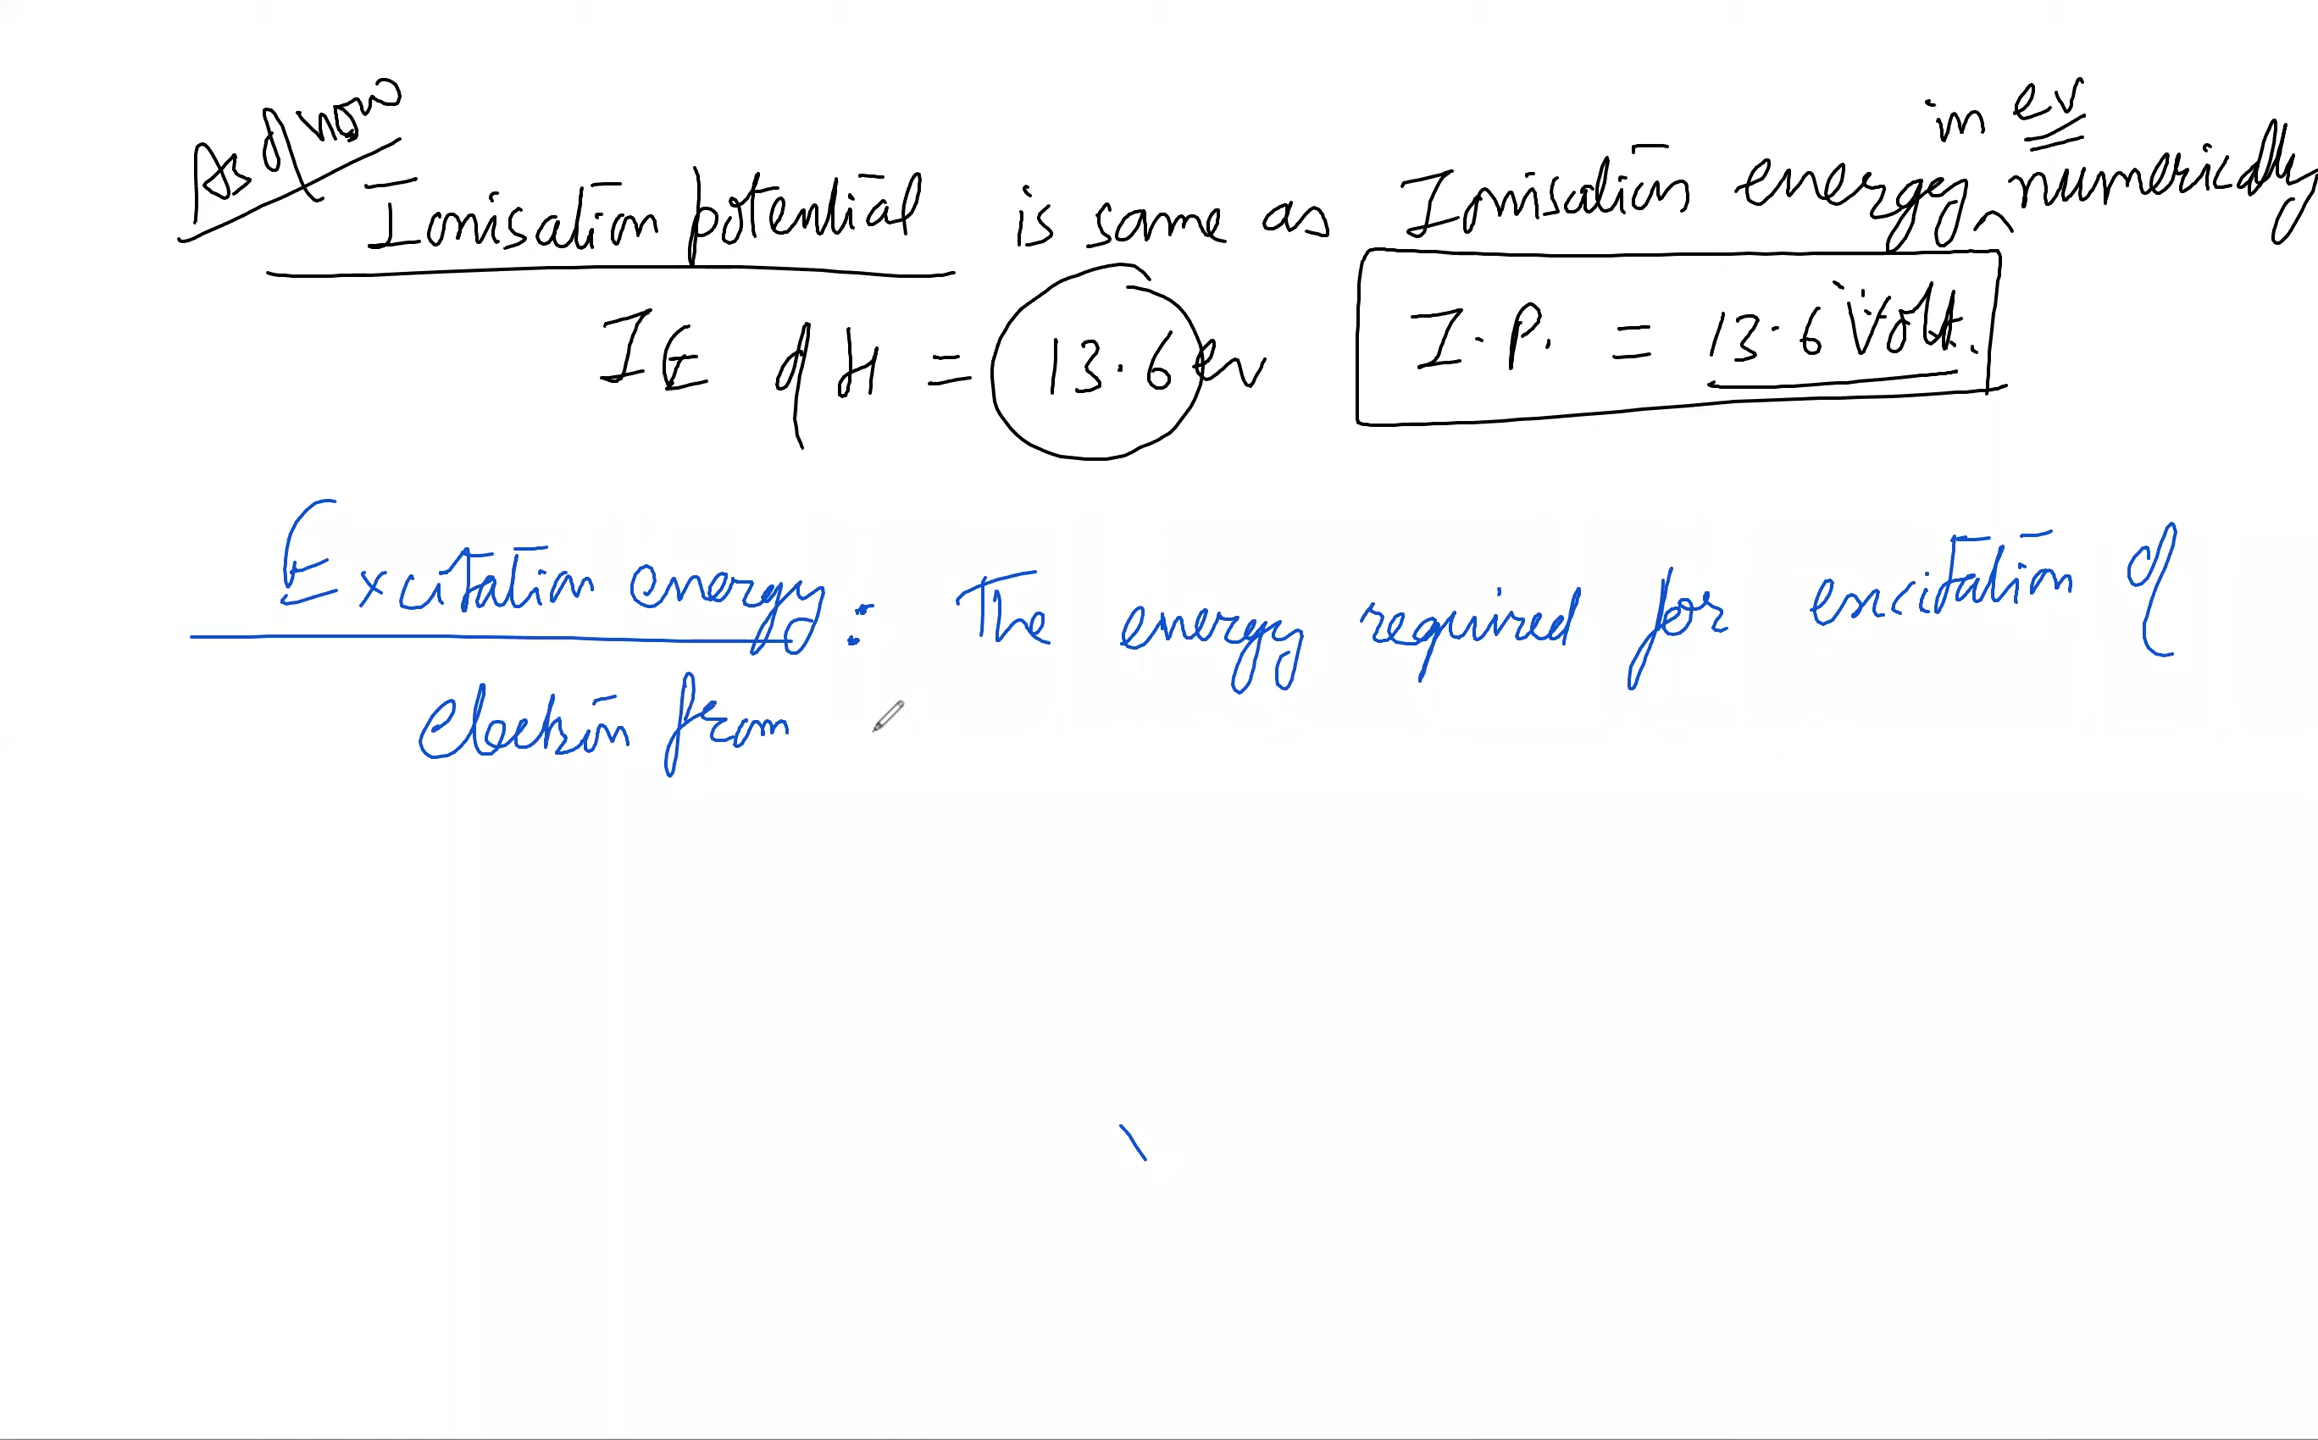 As of now
in ev
Ionisation potential is same as Ionisation energy ^ numerically
IE of H = 13.6 ev
I.P. = 13.6 Volt.
Excitation energy : The energy required for excitation of
electron from